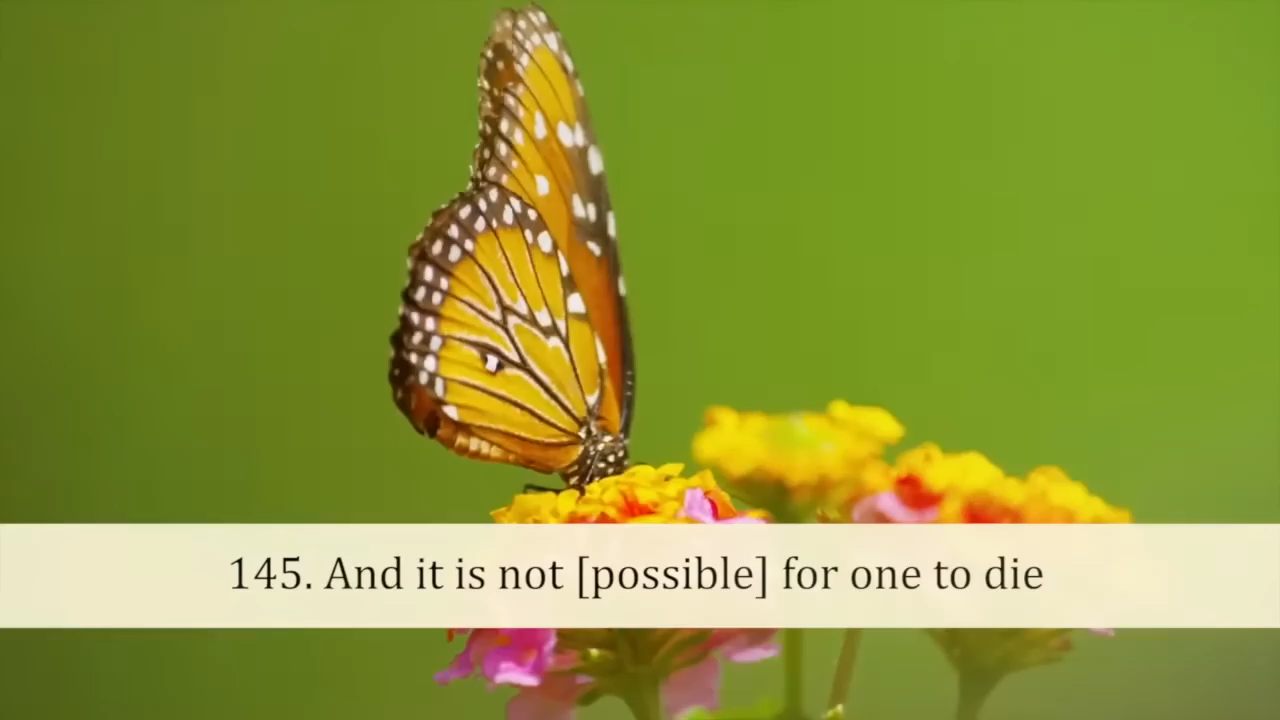 145. And it is not [possible] for one to die